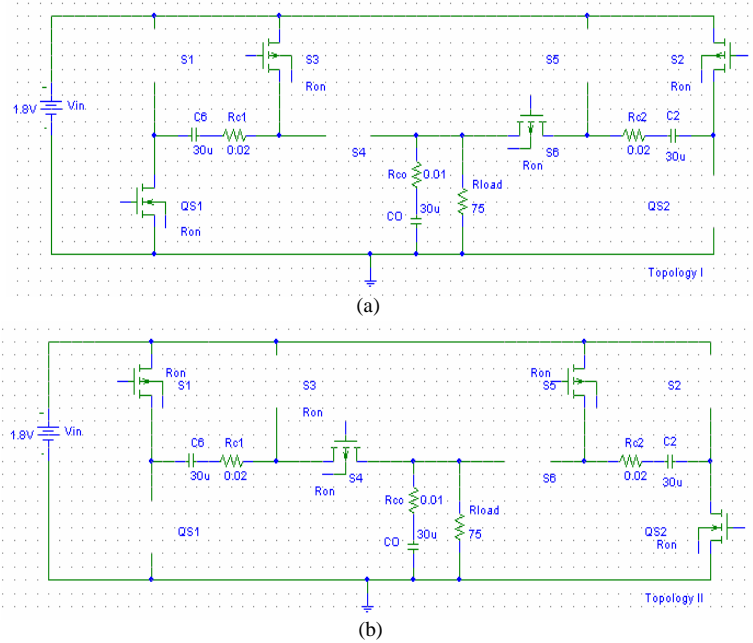 S1
S3
S5
S2
Ron
Ron
1.8V
Vin
C6
Rc1
30u
0.02
S4
S6
Ron
Rc2
C2
0.02
30u
Rco
0.01
Rload
CO
30u
75
QS1
Ron
QS2
Topology I
(a)
Ron
S1
S3
Ron
Ron
S5
S2
1.8V
Vin
C6
Rc1
30u
0.02
S4
Ron
S6
Rc2
C2
0.02
30u
Rco
0.01
Rload
CO
30u
75
QS1
QS2
Ron
Topology II
(b)